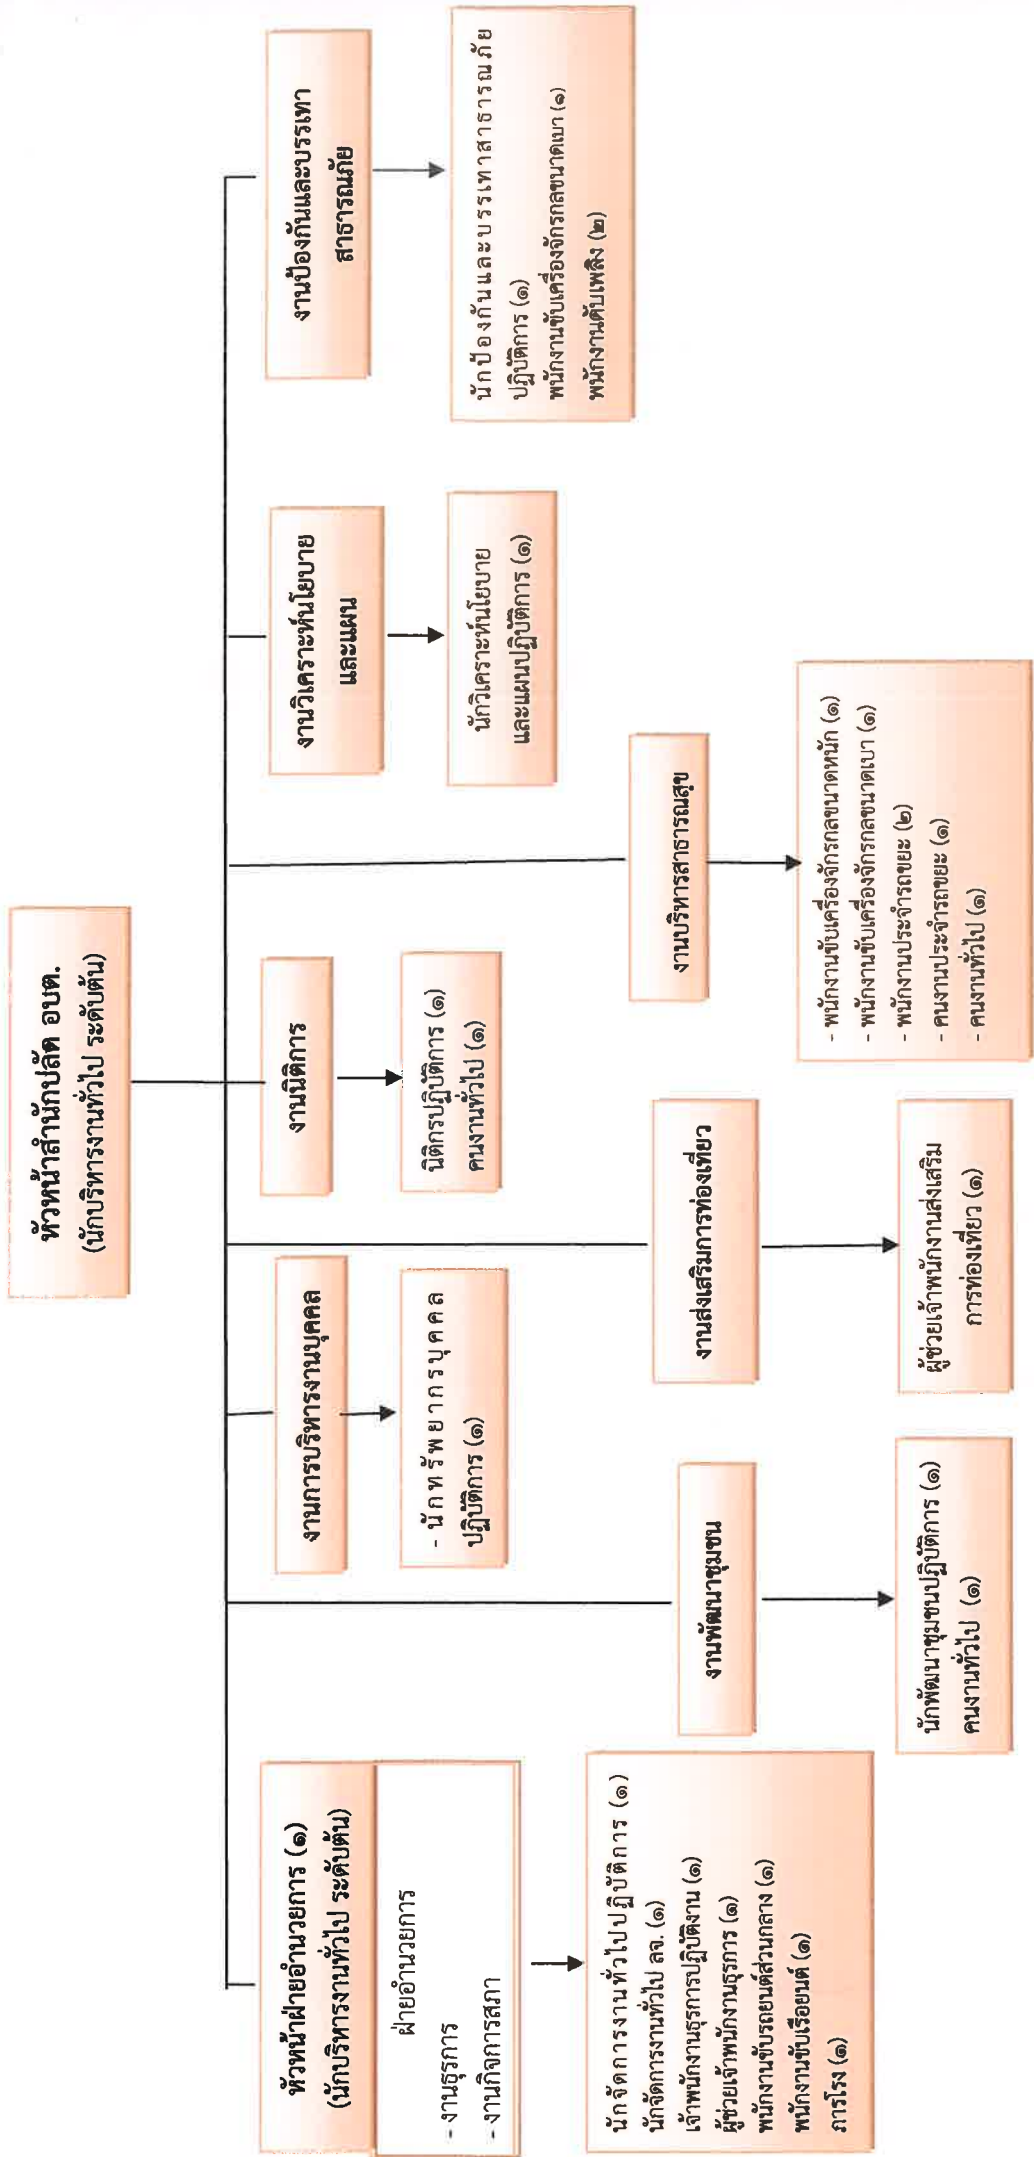 หัวหน้าสำนักปลัด อบต.
(นักบริหารงานทั่วไป ระดับต้น)
หัวหน้าฝ่ายอำนวยการ (๑)
(นักบริหารงานทั่วไป ระดับต้น)
ฝ่ายอำนวยการ
- งานธุรการ
- งานกิจการสภา
นักจัดการงานทั่วไปปฏิบัติการ (๑)
นักจัดการงานทั่วไป ลจ. (๑)
เจ้าพนักงานธุรการปฏิบัติงาน (๑)
ผู้ช่วยเจ้าพนักงานธุรการ (๑)
พนักงานขับรถยนต์ส่วนกลาง (๑)
พนักงานขับเรือยนต์ (๑)
ภารโรง (๑)
งานการบริหารงานบุคคล
- นักทรัพยากรบุคคล
ปฏิบัติการ (๑)
งานนิติการ
นิติกรปฏิบัติการ (๑)
คนงานทั่วไป (๑)
งานวิเคราะห์นโยบาย
และแผน
นักวิเคราะห์นโยบาย
และแผนปฏิบัติการ (๑)
งานป้องกันและบรรเทา
สาธารณภัย
นักป้องกันและบรรเทาสาธารณภัย
ปฏิบัติการ (๑)
พนักงานขับเครื่องจักรกลขนาดเบา (๑)
พนักงานดับเพลิง (๒)
งานพัฒนาชุมชน
นักพัฒนาชุมชนปฏิบัติการ (๑)
คนงานทั่วไป (๑)
งานส่งเสริมการท่องเที่ยว
ผู้ช่วยเจ้าพนักงานส่งเสริม
การท่องเที่ยว (๑)
งานบริหารสาธารณสุข
- พนักงานขับเครื่องจักรกลขนาดหนัก (๑)
- พนักงานขับเครื่องจักรกลขนาดเบา (๑)
- พนักงานประจำรถขยะ (๒)
- คนงานประจำรถขยะ (๑)
- คนงานทั่วไป (๑)